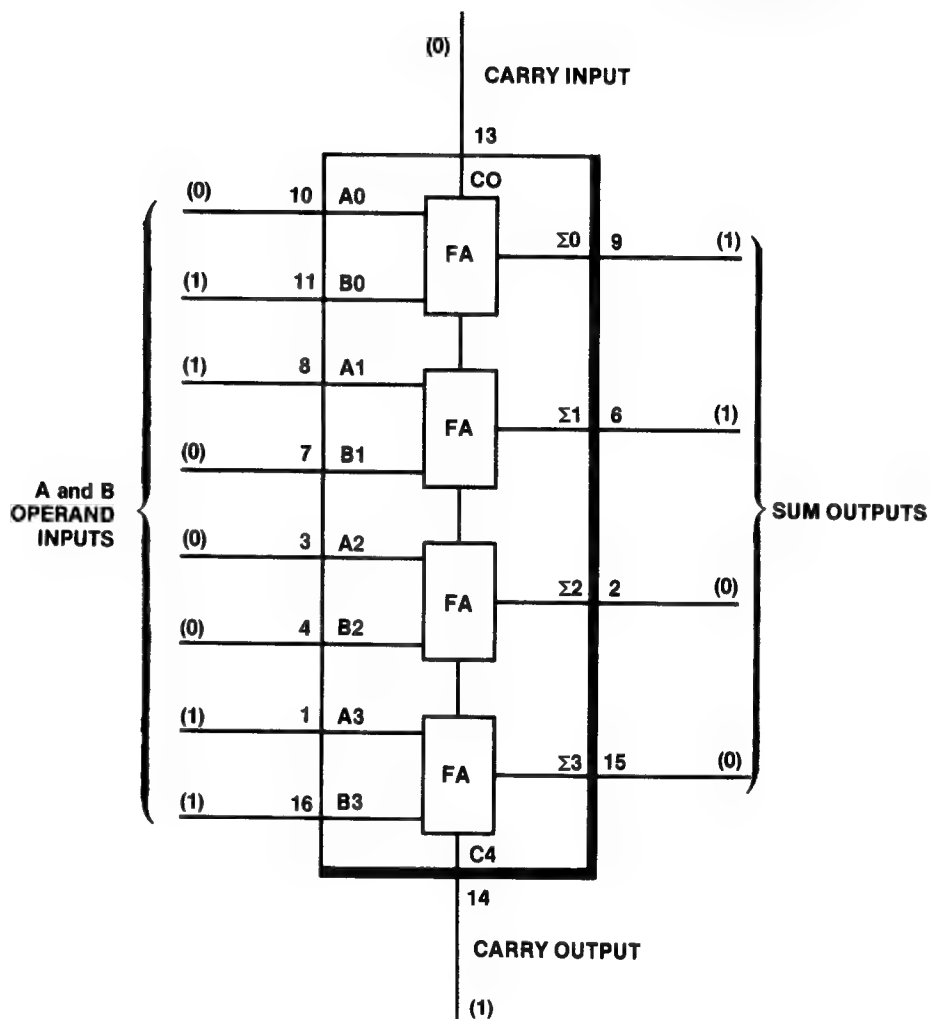 (0)
CARRY INPUT
13
CO
(0) 10 A0
FA
Σ0 9 (1)
(1) 11 B0
(1) 8 A1
FA
Σ1 6 (1)
(0) 7 B1
A and B
OPERAND
INPUTS
SUM OUTPUTS
(0) 3 A2
FA
Σ2 2 (0)
(0) 4 B2
(1) 1 A3
FA
Σ3 15 (0)
(1) 16 B3
C4
14
CARRY OUTPUT
(1)